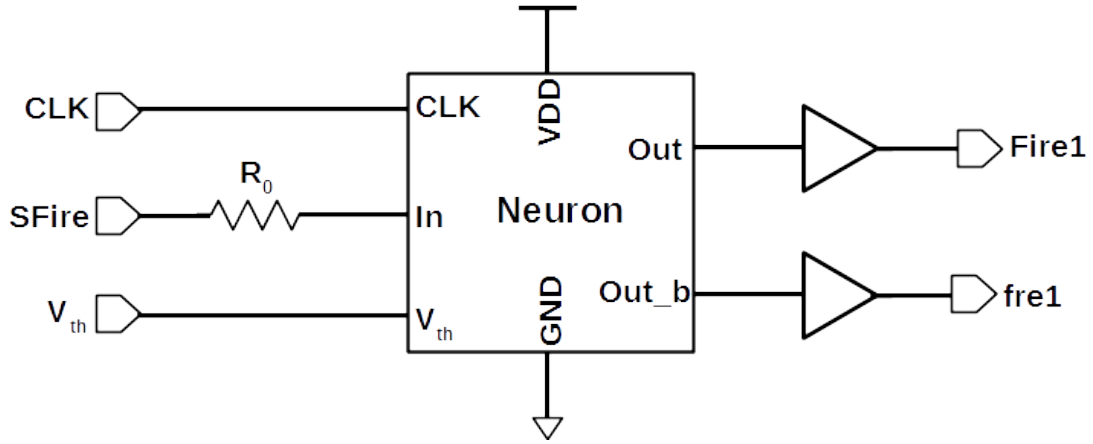 CLK
SFire
Vth
R0
CLK
In
Vth
VDD
Neuron
GND
Out
Out_b
Fire1
fre1